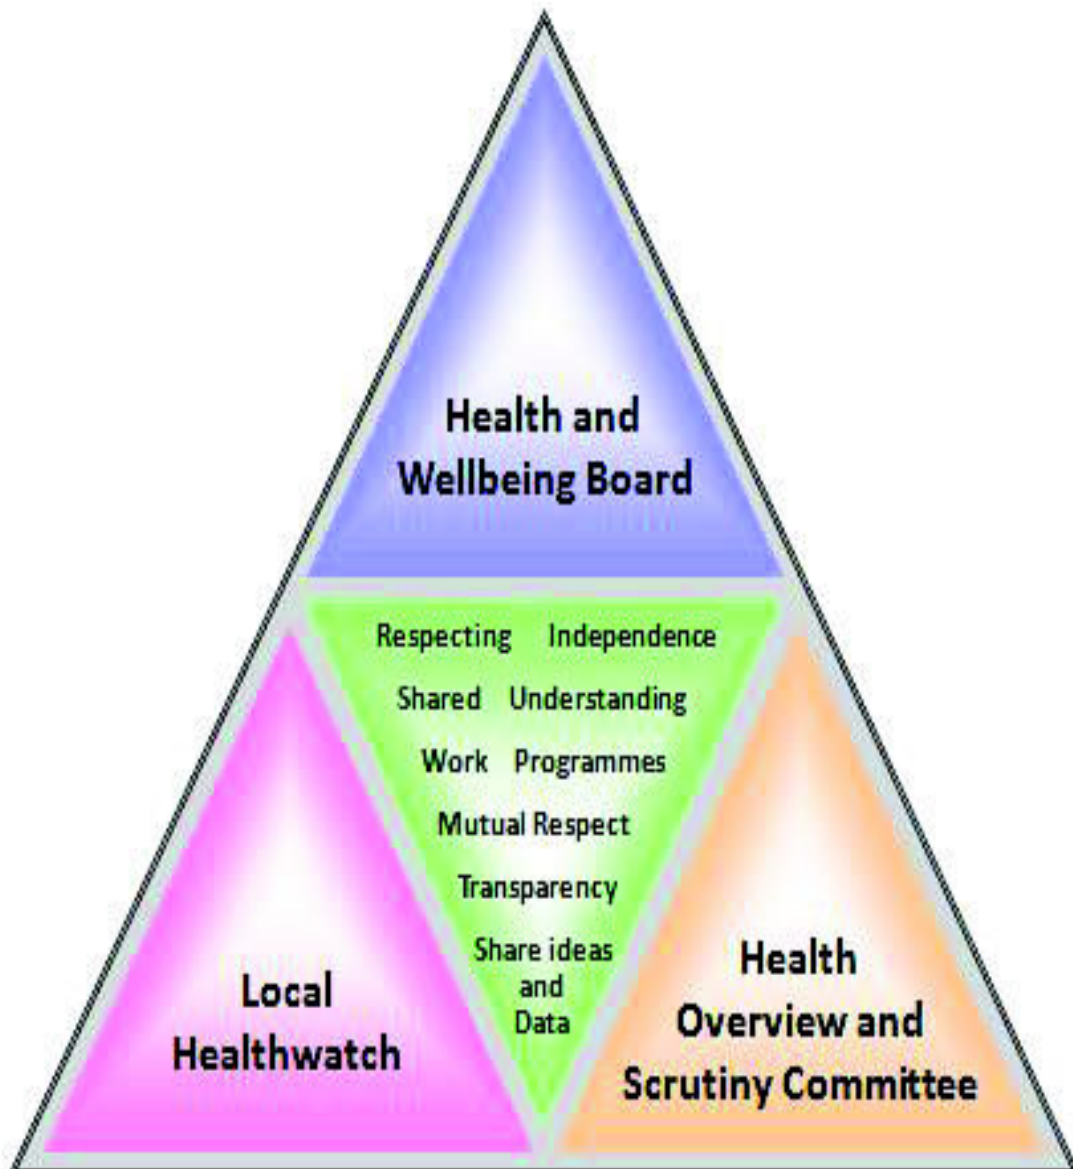 Health and
Wellbeing Board
Respecting Independence
Shared Understanding
Work Programmes
Mutual Respect
Transparency
Share ideas
and
Data
Local
Healthwatch
Health
Overview and
Scrutiny Committee